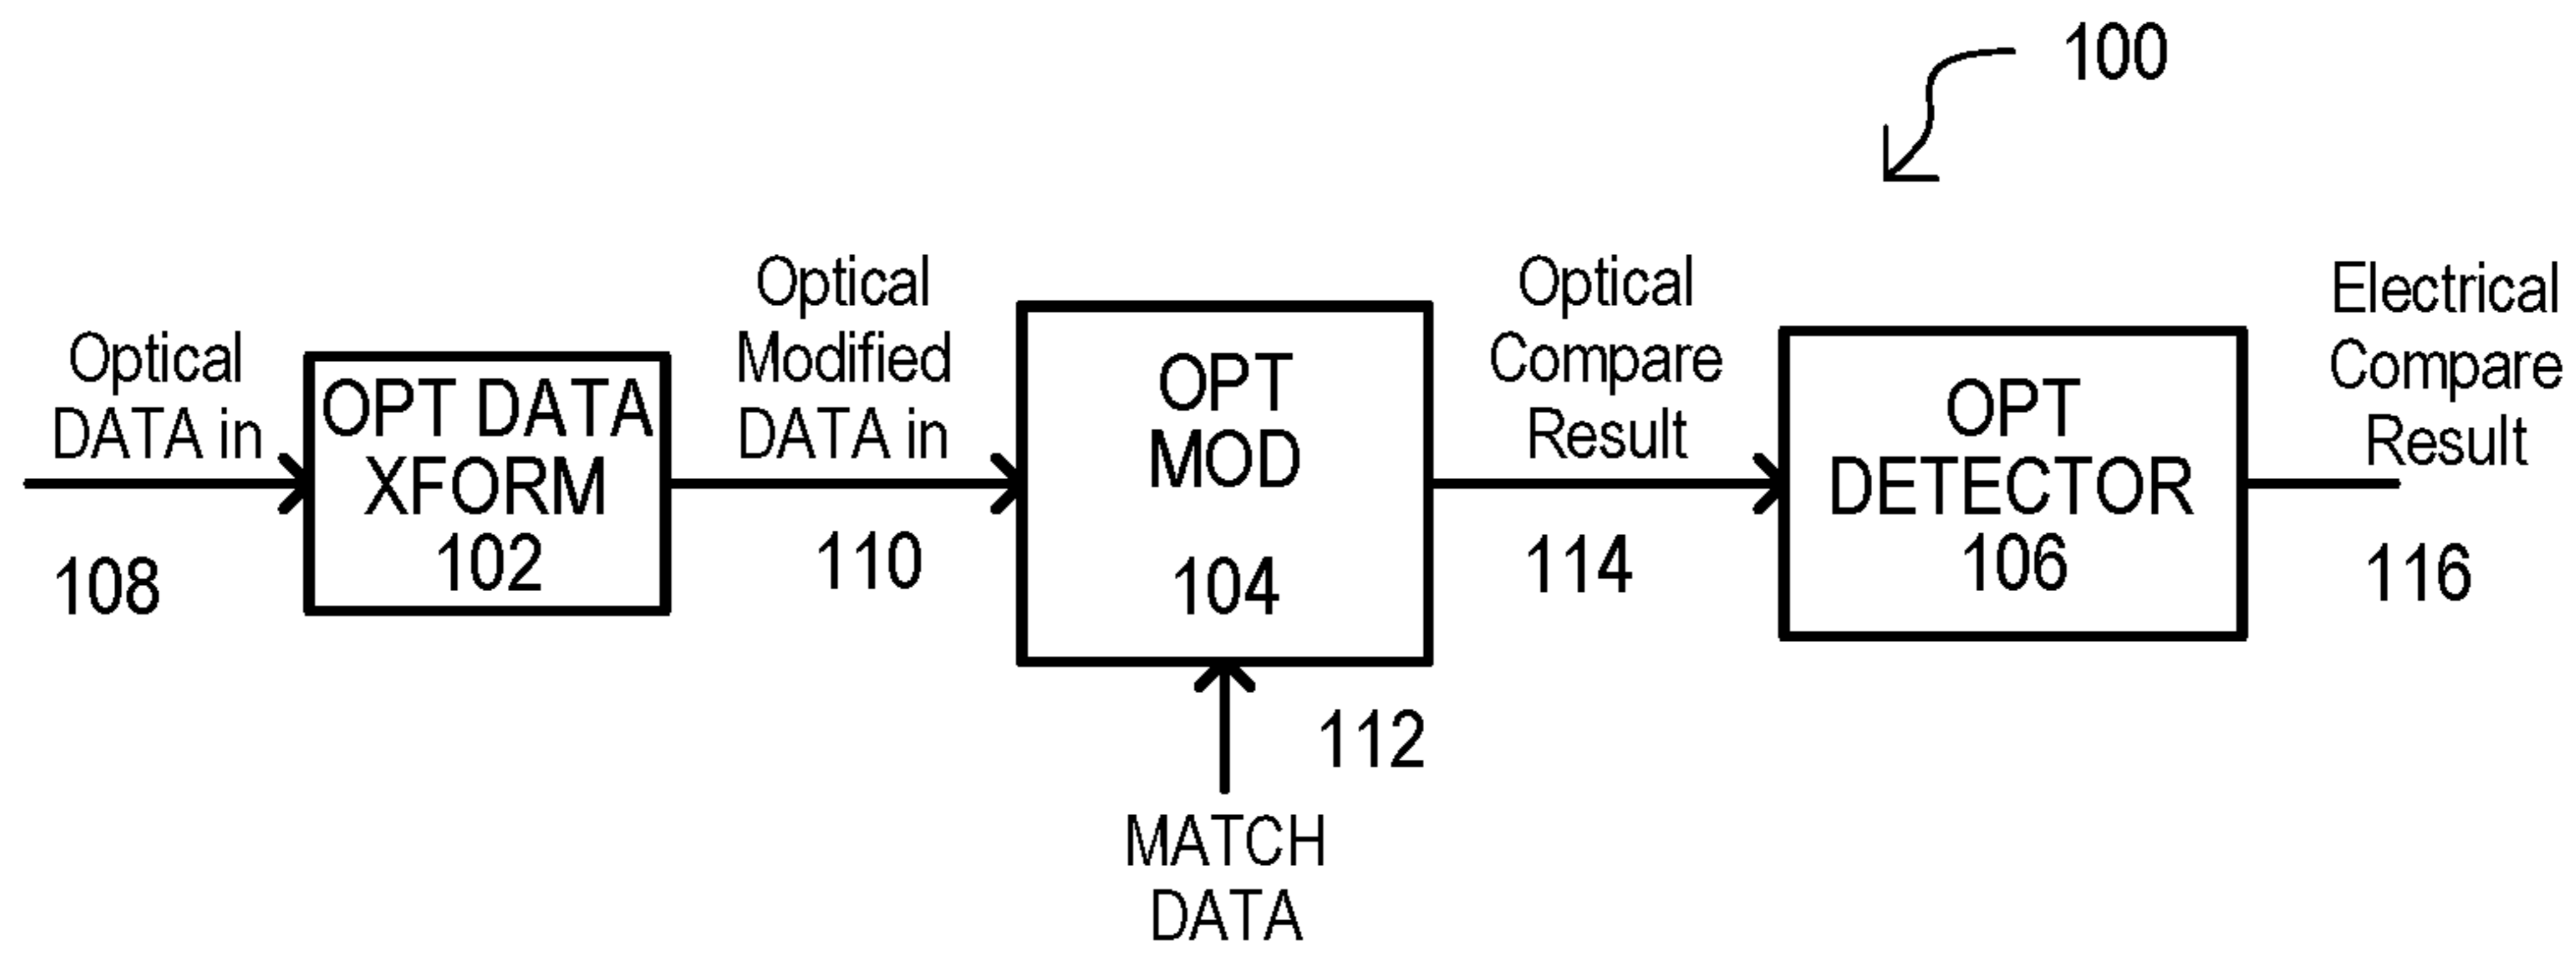 100
Optical
DATA in
108
OPT DATA
XFORM
102
Optical
Modified
DATA in
110
OPT
MOD
104
112
MATCH
DATA
Optical
Compare
Result
114
OPT
DETECTOR
106
Electrical
Compare
Result
116